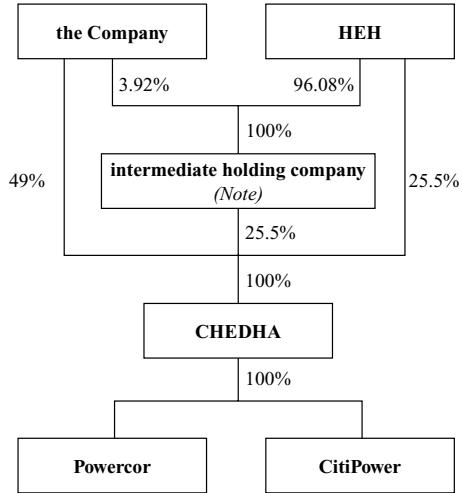 the Company
HEH
3.92%
96.08%
100%
49%
intermediate holding company
(Note)
25.5%
25.5%
100%
CHEDHA
100%
Powercor
CitiPower